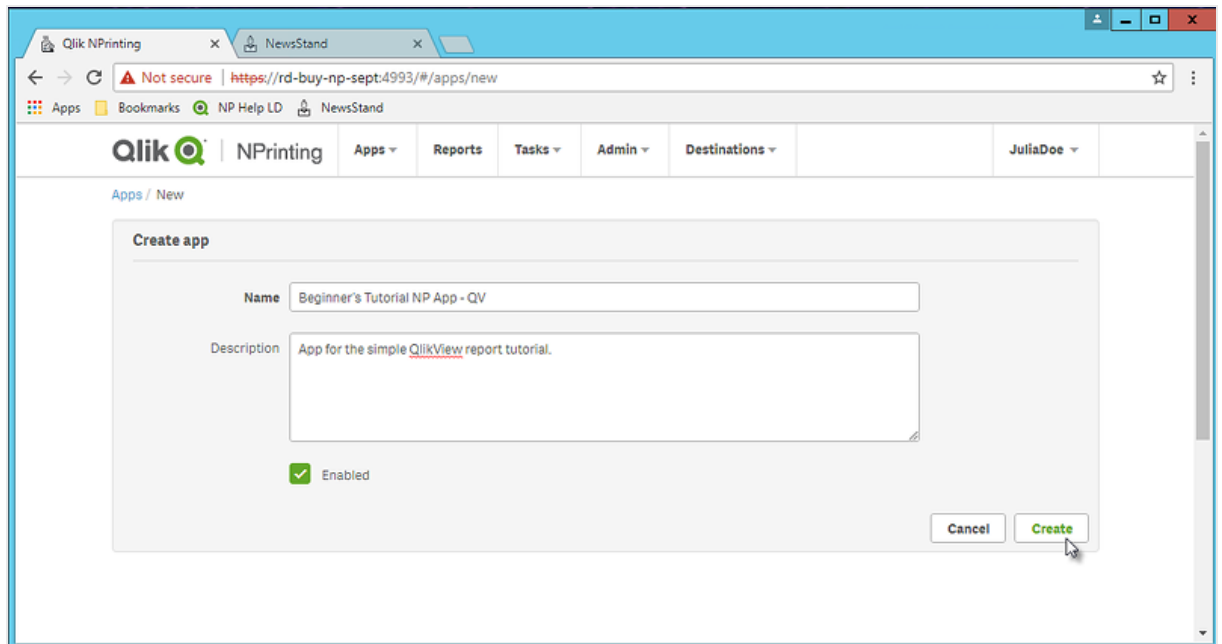 Qlik NPrinting
NewsStand
Not secure | https://rd-buy-np-sept:4993/#/apps/new
Apps Bookmarks NP Help LD NewsStand
Qlik NPrinting Apps Reports Tasks Admin Destinations JuliaDoe
Apps / New
Create app
Name Beginner's Tutorial NP App - QV
Description App for the simple QlikView report tutorial.
Enabled
Cancel Create